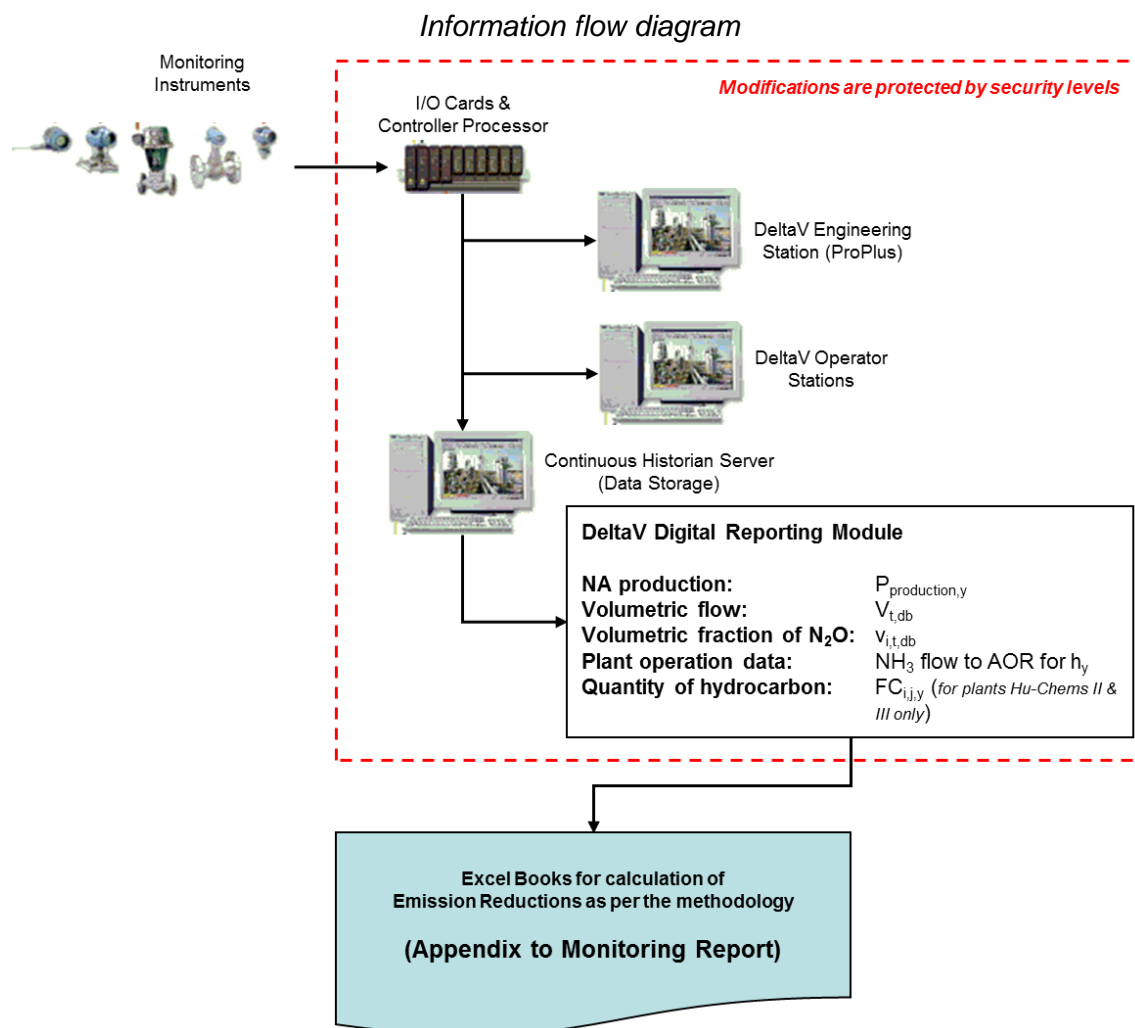 Information flow diagram
Monitoring
Instruments
Modifications are protected by security levels
I/O Cards &
Controller Processor
DeltaV Engineering
Station (ProPlus)
DeltaV Operator
Stations
Continuous Historian Server
(Data Storage)
DeltaV Digital Reporting Module
NA production: Pproduction,y
Volumetric flow: Vt,db
Volumetric fraction of N2O: vi,t,db
Plant operation data: NH3 flow to AOR for hy
Quantity of hydrocarbon: FCi,j,y (for plants Hu-Chems II &
III only)
Excel Books for calculation of
Emission Reductions as per the methodology
(Appendix to Monitoring Report)